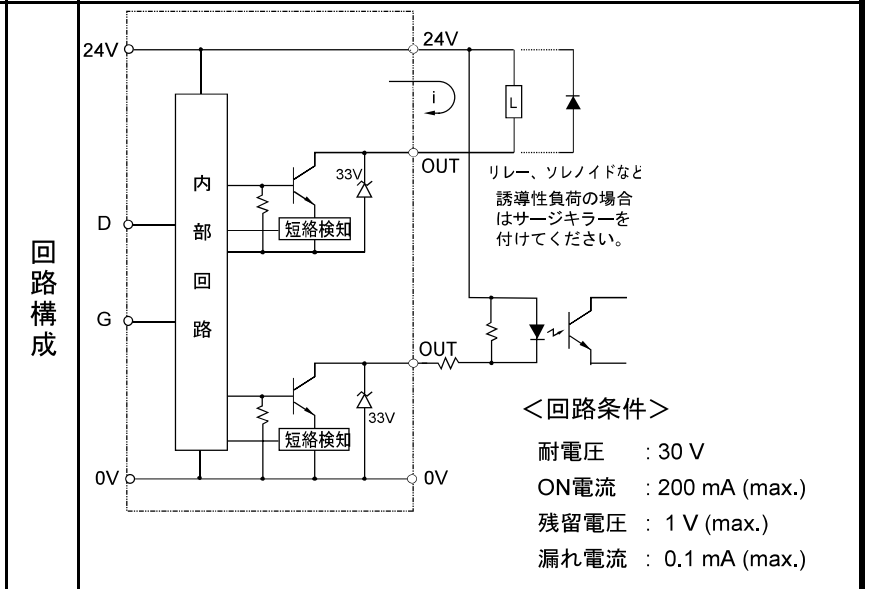 回路構成
24V
24V
i
L
内部回路
33V
OUT
短絡検知
D
リレー、ソレノイドなど
誘導性負荷の場合
はサージキラーを
付けてください。
G
OUT
33V
短絡検知
0V
0V
＜回路条件＞
耐電圧 : 30 V
ON電流 : 200 mA (max.)
残留電圧 : 1 V (max.)
漏れ電流 : 0.1 mA (max.)